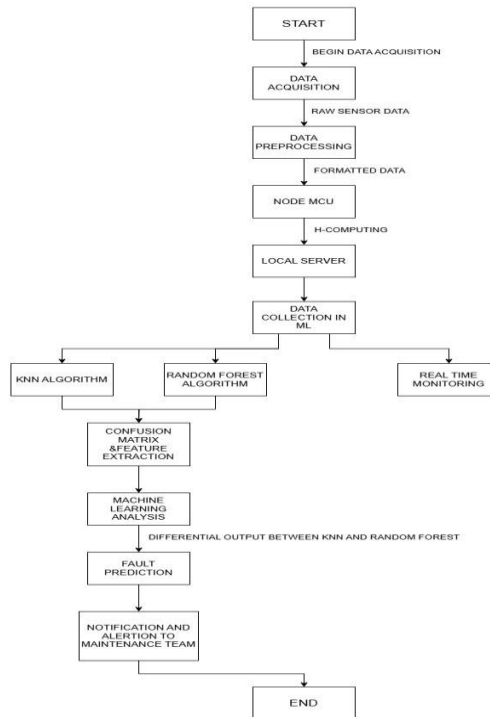 START
BEGIN DATA ACQUISITION
DATA
ACQUISITION
RAW SENSOR DATA
DATA
PREPROCESSING
FORMATTED DATA
NODE MCU
H-COMPUTING
LOCAL SERVER
DATA
COLLECTION IN
ML
KNN ALGORITHM
RANDOM FOREST
ALGORITHM
REAL TIME
MONITORING
CONFUSION
MATRIX
&FEATURE
EXTRACTION
MACHINE
LEARNING
ANALYSIS
DIFFERENTIAL OUTPUT BETWEEN KNN AND RANDOM FOREST
FAULT
PREDICTION
NOTIFICATION AND
ALERTION TO
MAINTENANCE TEAM
END